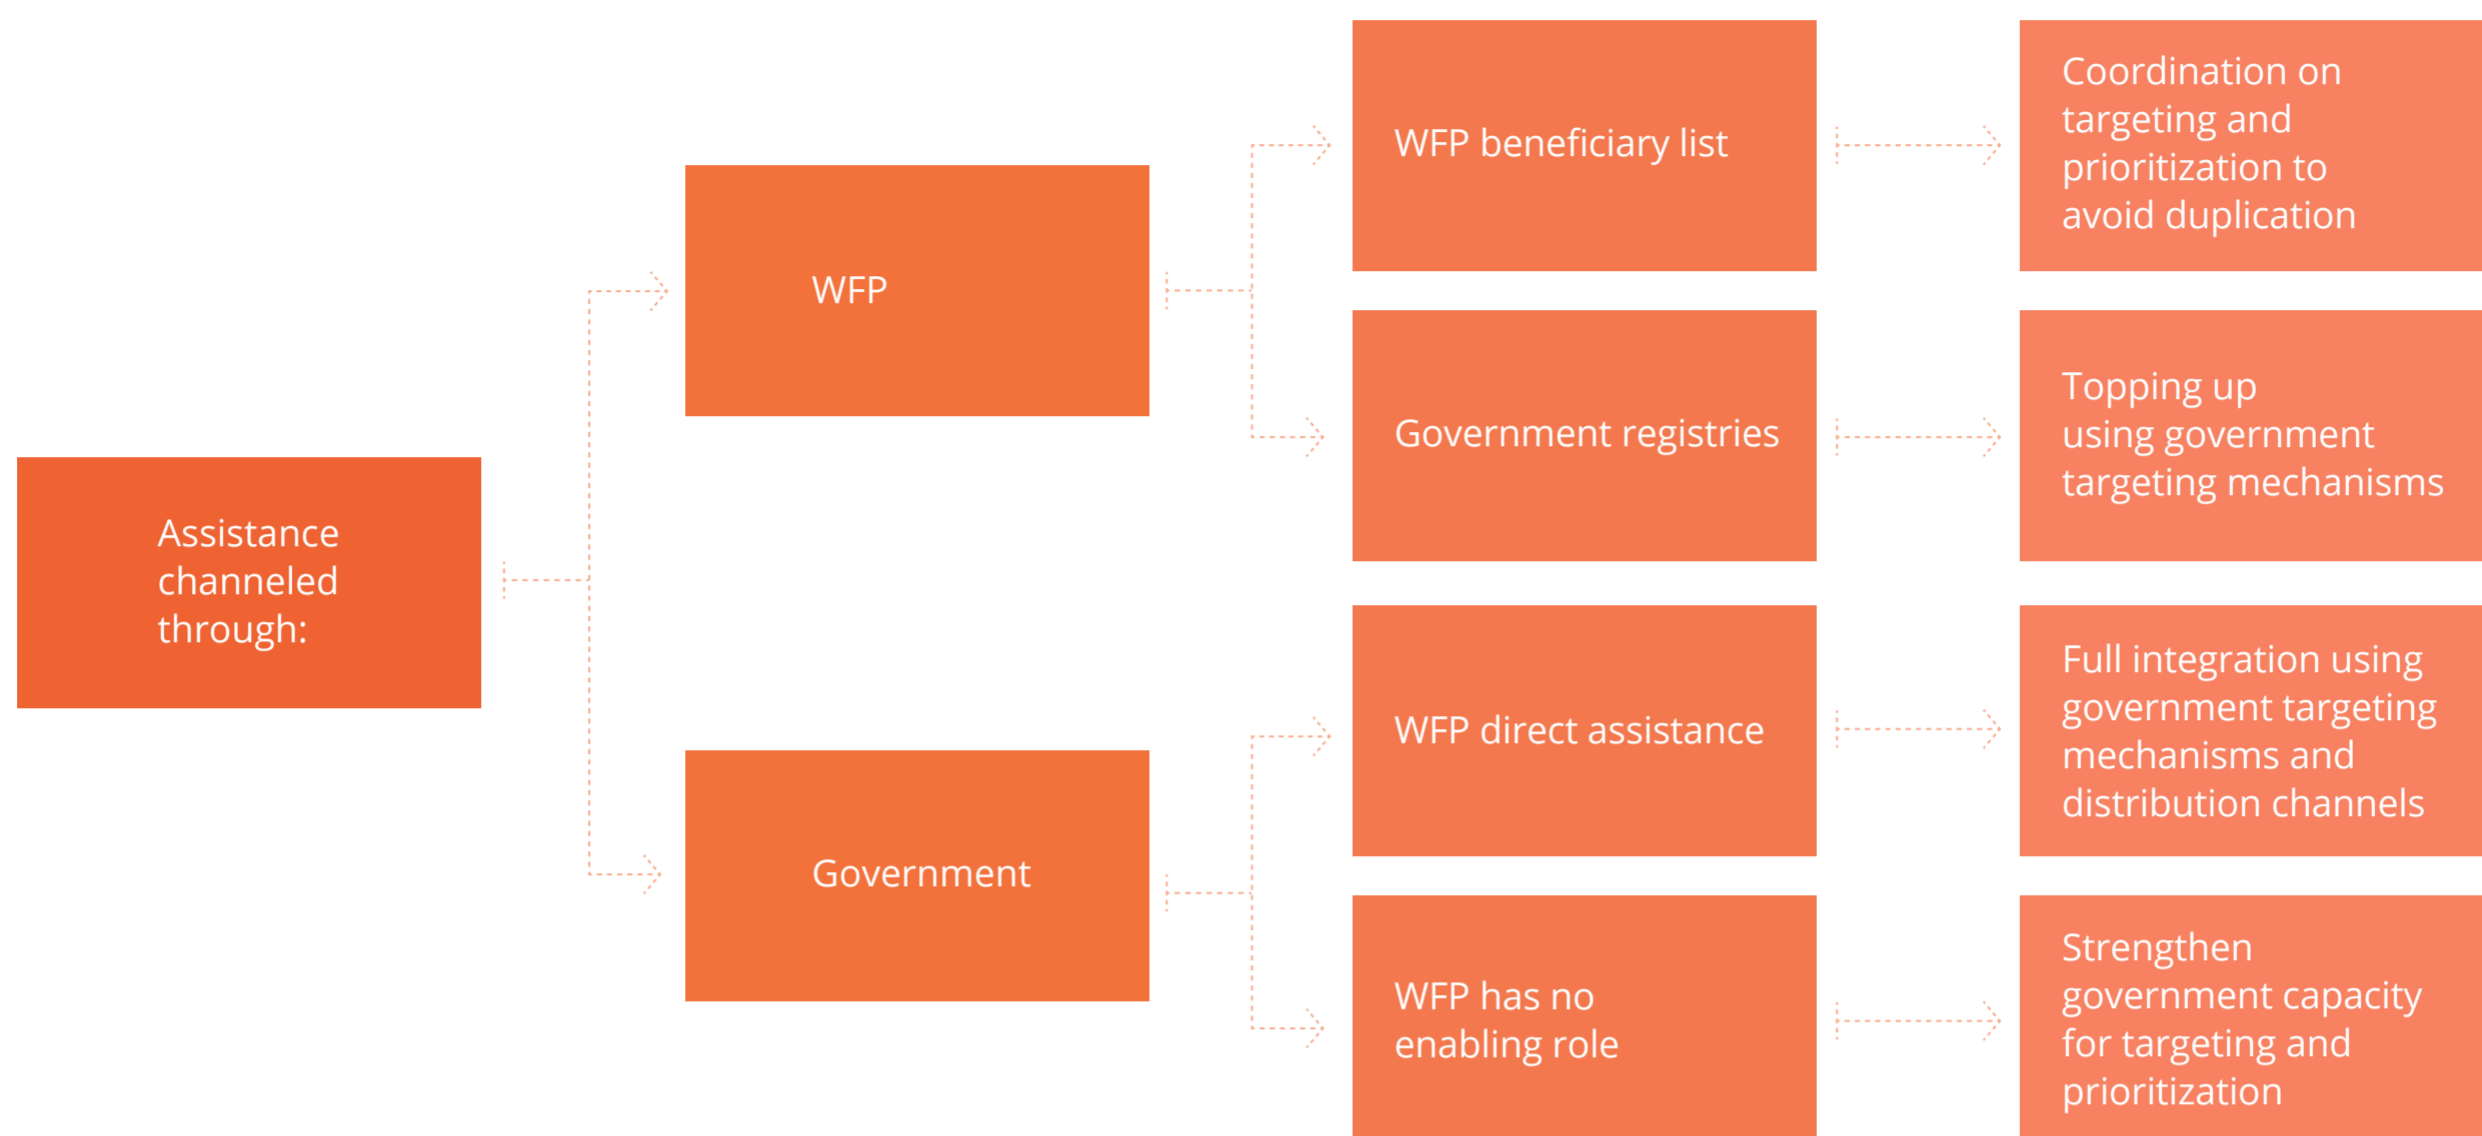 Assistance
channeled
through:
WFP
Government
WFP beneficiary list
Government registries
WFP direct assistance
WFP has no
enabling role
Coordination on
targeting and
prioritization to
avoid duplication
Topping up
using government
targeting mechanisms
Full integration using
government targeting
mechanisms and
distribution channels
Strengthen
government capacity
for targeting and
prioritization